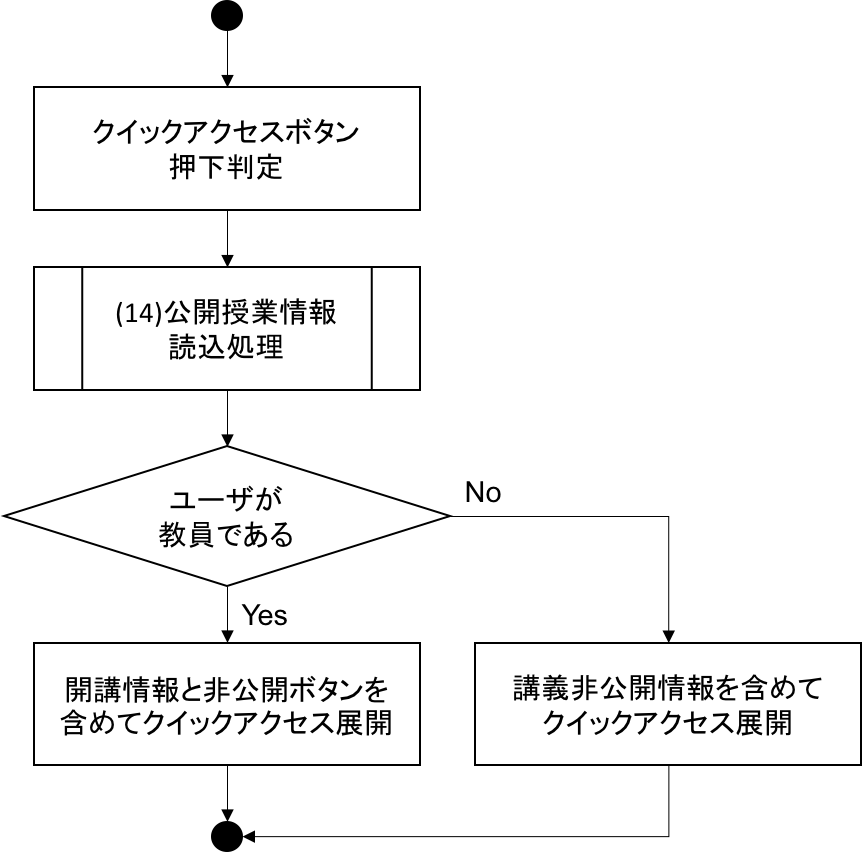 クイックアクセスボタン
押下判定
(14)公開授業情報
読込処理
ユーザが
教員である
No
Yes
開講情報と非公開ボタンを
含めてクイックアクセス展開
講義非公開情報を含めて
クイックアクセス展開